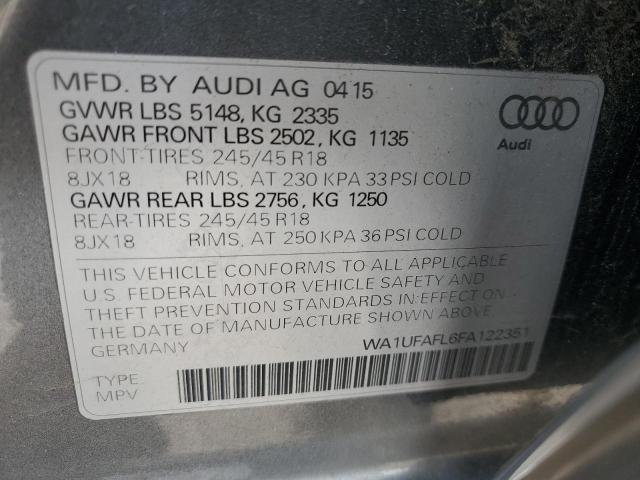 MFD. BY AUDI AG 0415
GVWR LBS 5148, KG 2335
GAWR FRONT LBS 2502, KG 1135
FRONT-TIRES 245/45 R18
8JX18 RIMS, AT 230 KPA 33 PSI COLD
GAWR REAR LBS 2756, KG 1250
REAR-TIRES 245/45 R18
8JX18 RIMS, AT 250 KPA 36 PSI COLD
Audi
THIS VEHICLE CONFORMS TO ALL APPLICABLE
U.S. FEDERAL MOTOR VEHICLE SAFETY AND
THEFT PREVENTION STANDARDS IN EFFECT ON
THE DATE OF MANUFACTURE SHOWN ABOVE.
GERMANY
WA1UFAFL6FA122351
TYPE:
MPV